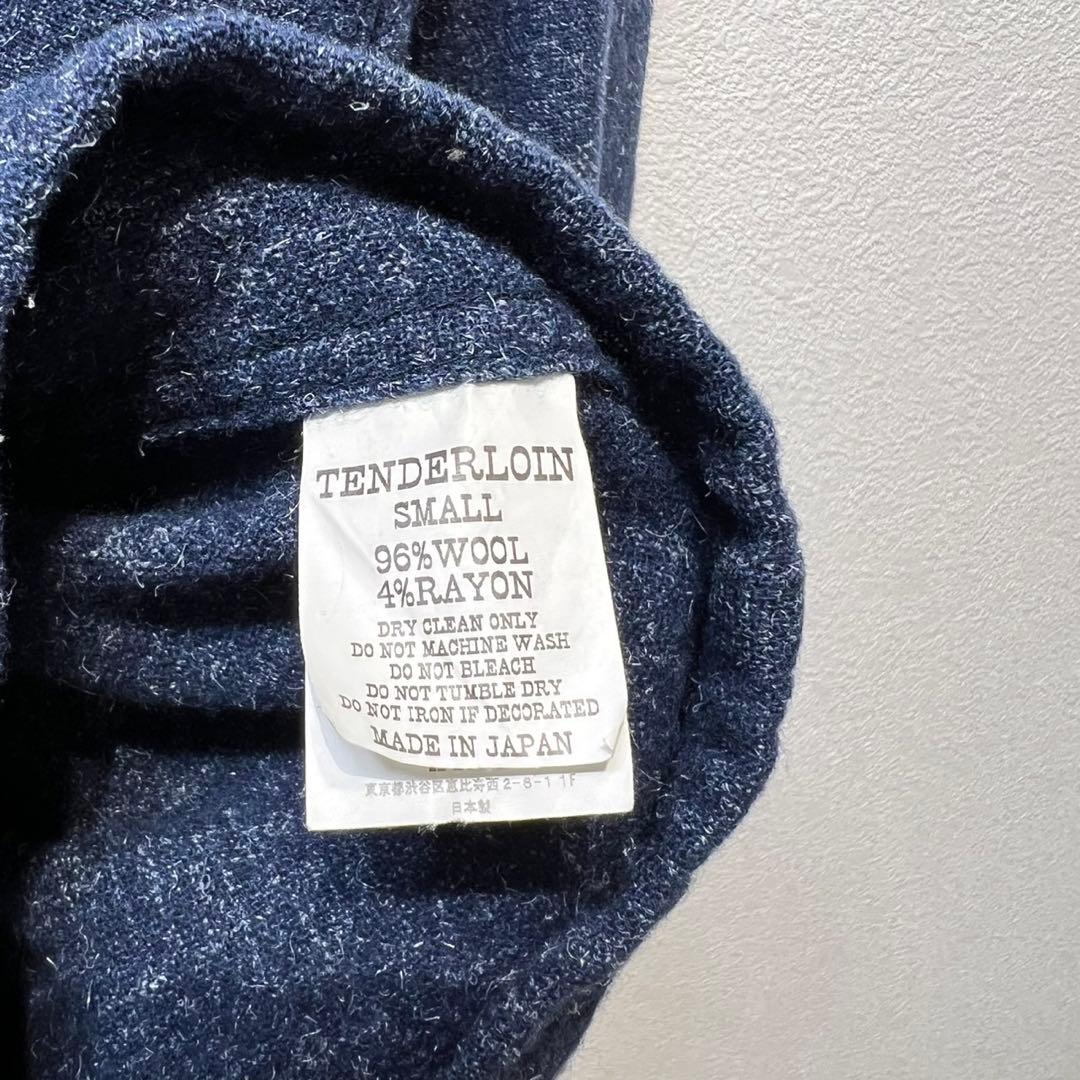 TENDERLOIN
SMALL
96%WOOL
4%RAYON
DRY CLEAN ONLY
DO NOT MACHINE WASH
DO NOT BLEACH
DO NOT TUMBLE DRY
DO NOT IRON IF DECORATED
MADE IN JAPAN
東京都渋谷区恵比寿西2-8-1 1F
日本製